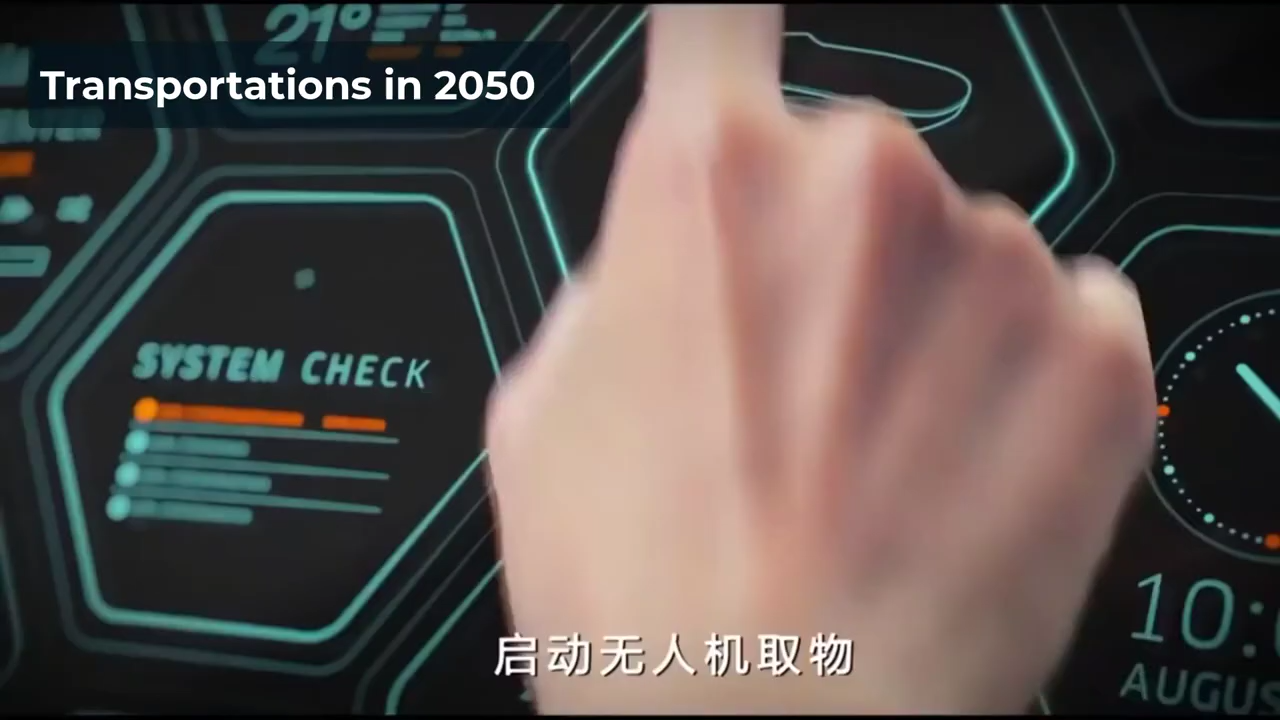 21°
Transportations in 2050
SYSTEM CHECK
10:
AUGUS
启动无人机取物